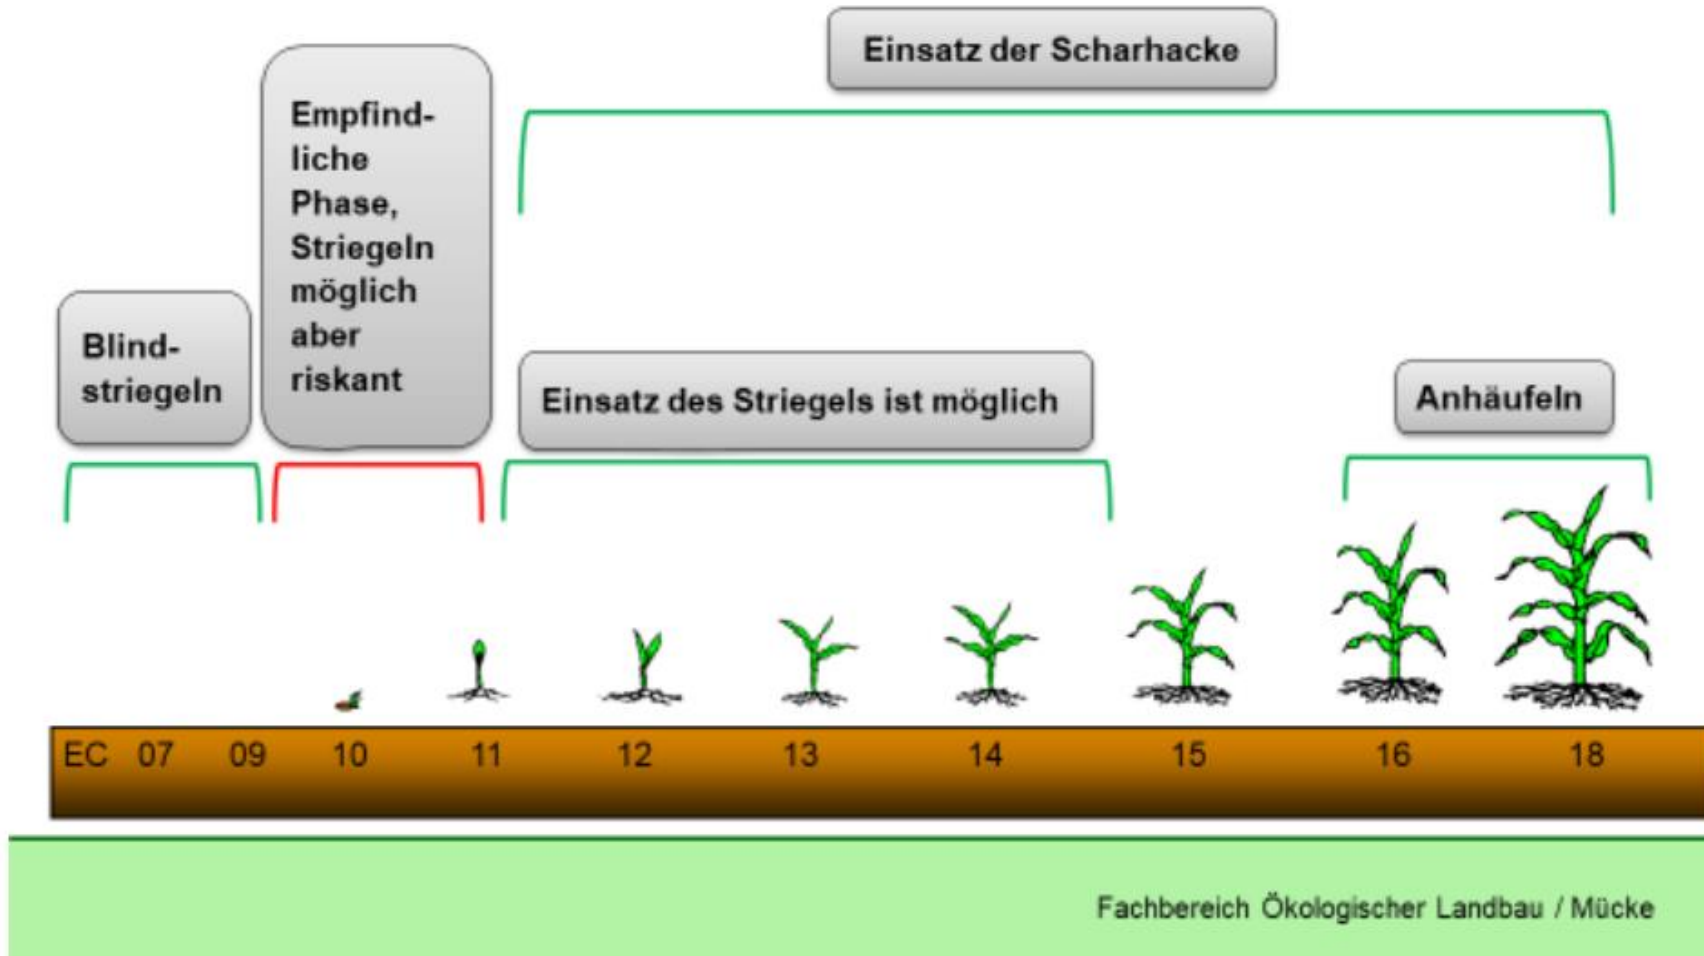 Einsatz der Scharhacke
Empfind-
liche
Phase,
Striegeln
möglich
aber
riskant
Blind-
striegeln
Einsatz des Striegels ist möglich
Anhäufeln
EC 07 09 10 11 12 13 14 15 16 18
Fachbereich Ökologischer Landbau / Mücke